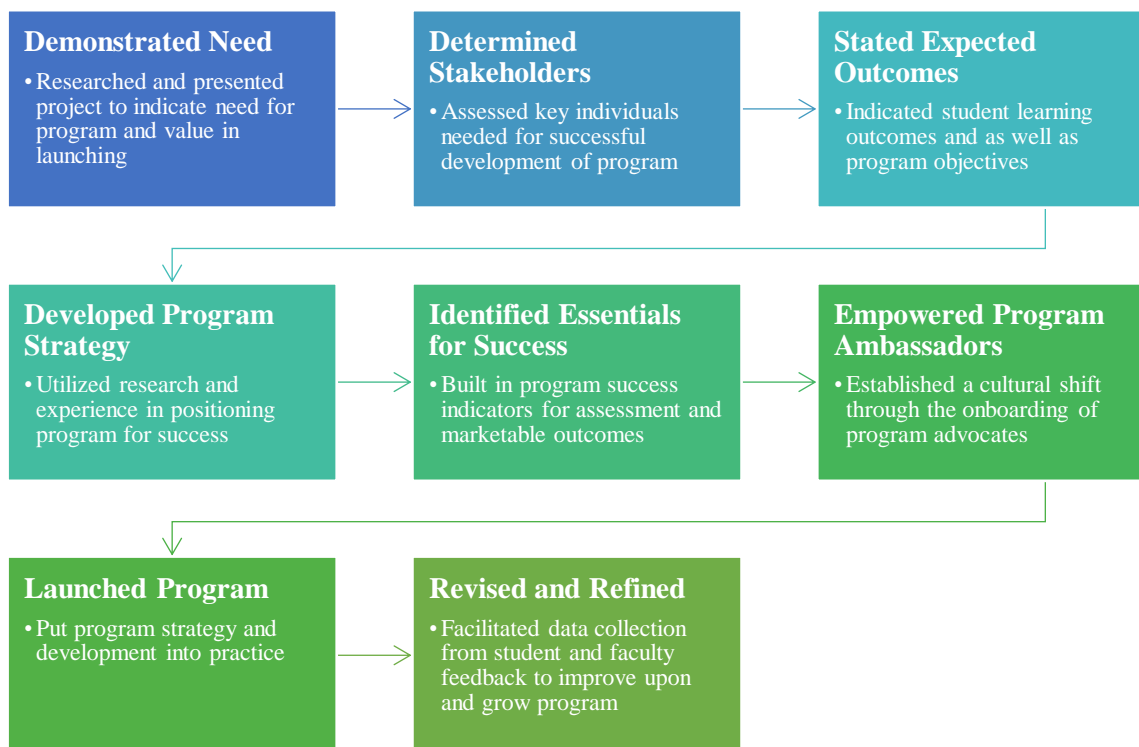 Demonstrated Need
• Researched and presented
project to indicate need for
program and value in
launching
Determined
Stakeholders
• Assessed key individuals
needed for successful
development of program
Stated Expected
Outcomes
• Indicated student learning
outcomes and as well as
program objectives
Developed Program
Strategy
• Utilized research and
experience in positioning
program for success
Identified Essentials
for Success
• Built in program success
indicators for assessment and
marketable outcomes
Empowered Program
Ambassadors
• Established a cultural shift
through the onboarding of
program advocates
Launched Program
• Put program strategy and
development into practice
Revised and Refined
• Facilitated data collection
from student and faculty
feedback to improve upon
and grow program